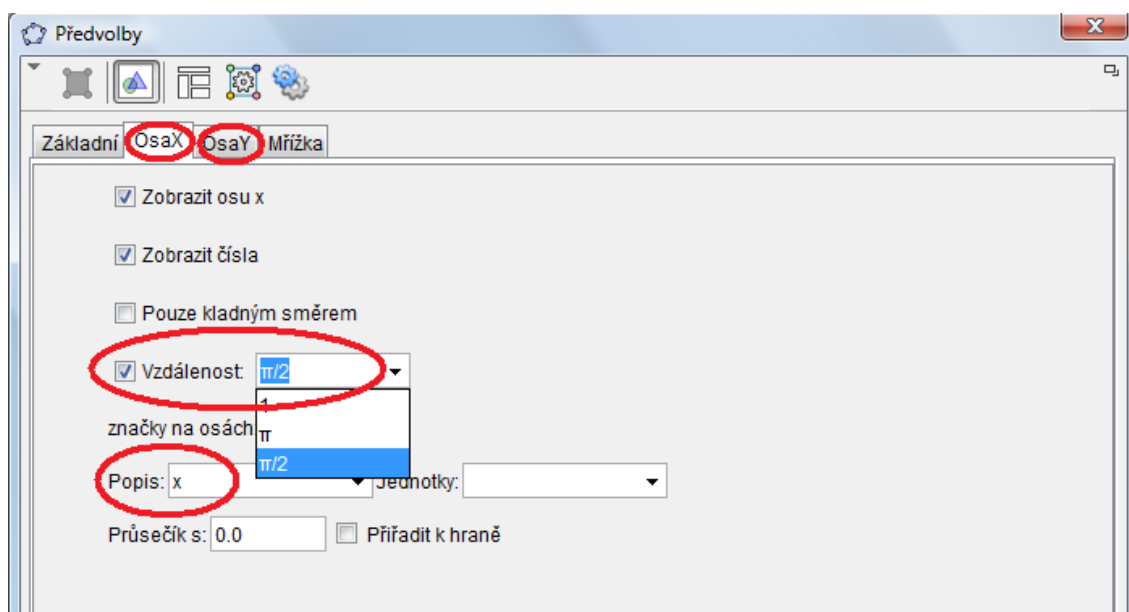 Předvolby
Základní OsaX OsaY Mřížka
Zobrazit osu x
Zobrazit čísla
Pouze kladným směrem
Vzdálenost: π/2
1
značky na osách
π
π/2
Popis: x Jednotky:
Průsečík s: 0.0 Přiřadit k hraně